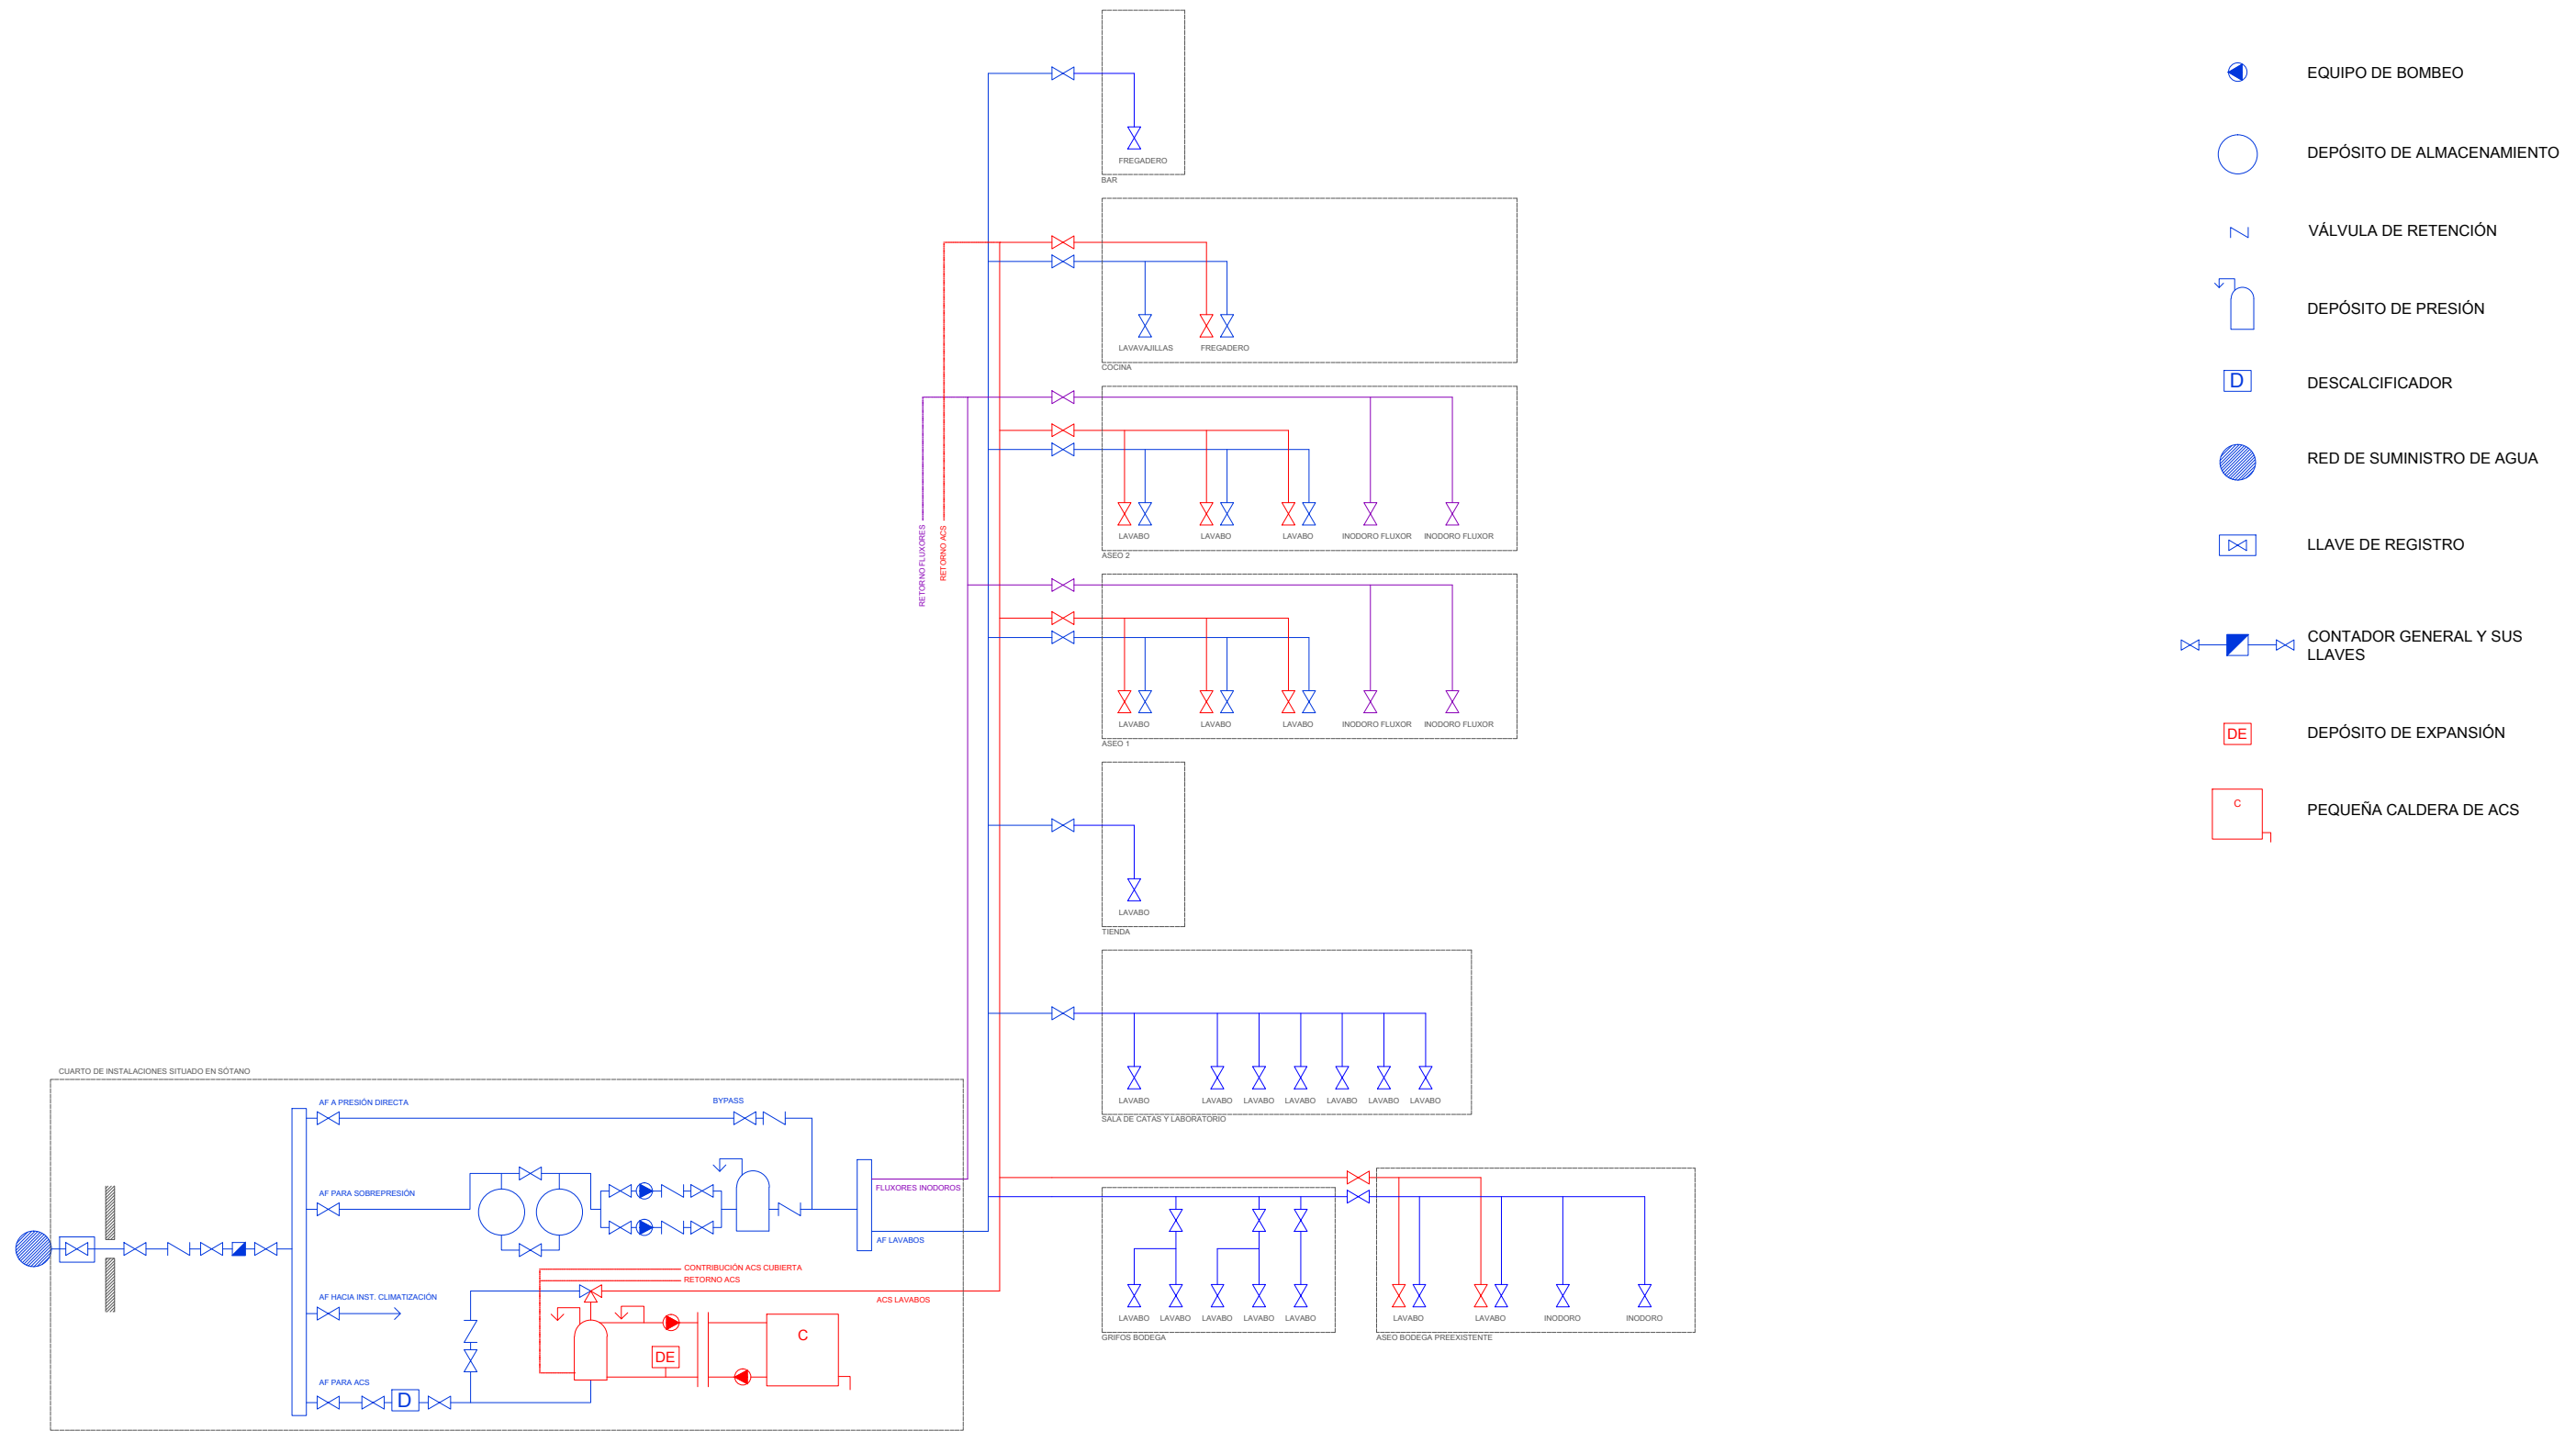 FREGADERO
BAR
LAVAVAJILLAS FREGADERO
COCINA
RETORNO FLUXORES
RETORNO ACS
LAVABO LAVABO LAVABO INODORO FLUXOR INODORO FLUXOR
ASEO 2
LAVABO LAVABO LAVABO INODORO FLUXOR INODORO FLUXOR
ASEO 1
LAVABO
TIENDA
LAVABO LAVABO LAVABO LAVABO LAVABO LAVABO LAVABO
SALA DE CATAS Y LABORATORIO
LAVABO LAVABO LAVABO LAVABO LAVABO
GRIFOS BODEGA
LAVABO LAVABO INODORO INODORO
ASEO BODEGA PREEXISTENTE
CUARTO DE INSTALACIONES SITUADO EN SÓTANO
AF A PRESIÓN DIRECTA
BYPASS
AF PARA SOBREPRESIÓN
FLUXORES INODOROS
AF LAVABOS
CONTRIBUCIÓN ACS CUBIERTA
RETORNO ACS
AF HACIA INST. CLIMATIZACIÓN
ACS LAVABOS
C
DE
AF PARA ACS
D
EQUIPO DE BOMBEO
DEPÓSITO DE ALMACENAMIENTO
VÁLVULA DE RETENCIÓN
DEPÓSITO DE PRESIÓN
D DESCALCIFICADOR
RED DE SUMINISTRO DE AGUA
LLAVE DE REGISTRO
CONTADOR GENERAL Y SUS
LLAVES
DE DEPÓSITO DE EXPANSIÓN
C PEQUEÑA CALDERA DE ACS